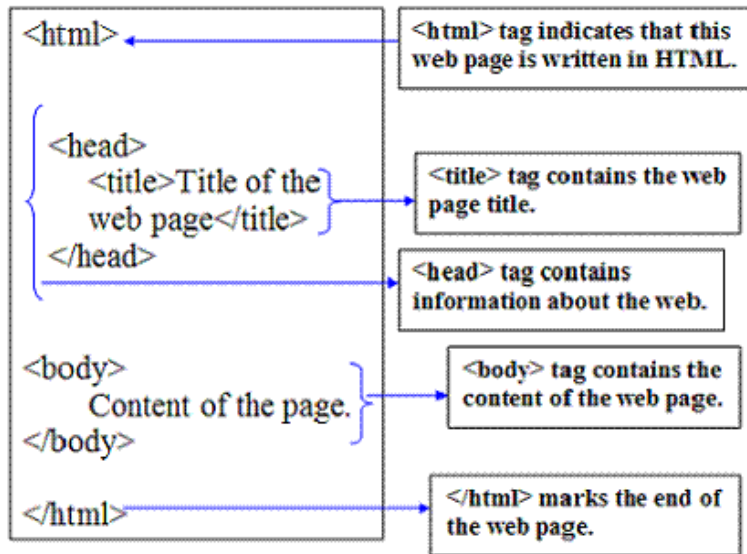 <html>
<html> tag indicates that this
web page is written in HTML.
<head>
<title>Title of the
web page</title>
</head>
<title> tag contains the web
page title.
<head> tag contains
information about the web.
<body>
Content of the page.
</body>
<body> tag contains the
content of the web page.
</html>
</html> marks the end of
the web page.